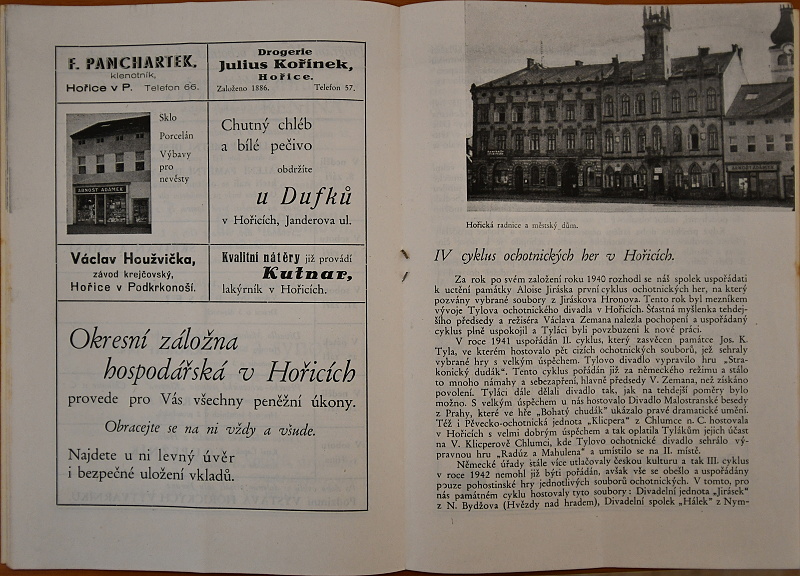 F. PANCHARTEK,
klenotník,
Hořice v P. Telefon 66.
Drogerie
Julius Kořínek,
Hořice.
Založeno 1886. Telefon 57.
ARNOŠT ADAMEK
Sklo
Porcelán
Výbavy
pro
nevěsty
Chutný chléb
a bílé pečivo
obdržíte
u Dufků
v Hořicích, Janderova ul.
Václav Houžvička,
závod krejčovský,
Hořice v Podkrkonoší.
Kvalitní nátěry již provádí
Kutnar,
lakýrník v Hořicích.
Okresní záložna
hospodářská v Hořicích
provede pro Vás všechny peněžní úkony.
Obracejte se na ni vždy a všude.
Najdete u ni levný úvěr
i bezpečné uložení vkladů.
Hořická radnice a městský dům.
IV cyklus ochotnických her v Hořicích.
Za rok po svém založení roku 1940 rozhodl se náš spolek uspořádati
k uctění památky Aloise Jiráska první cyklus ochotnických her, na který
pozvány vybrané soubory z Jiráskova Hronova. Tento rok byl mezníkem
vývoje Tylova ochotnického divadla v Hořicích. Šťastná myšlenka tehdej-
šího předsedy a režiséra Václava Zemana nalezla pochopení a uspořádaný
cyklus plně uspokojil a Tyláci byli povzbuzeni k nové práci.
V roce 1941 uspořádán II. cyklus, který zasvěcen památce Jos. K.
Tyla, ve kterém hostovalo pět cizích ochotnických souborů, jež sehraly
vybrané hry s velkým úspěchem. Tylovo divadlo vypravilo hru „Stra-
konický dudák“. Tento cyklus pořádán již za německého režimu a stálo
to mnoho námahy a sebezapření, hlavně předsedy V. Zemana, než získáno
povolení. Tyláci dále dělali divadlo tak, jak na tehdejší poměry bylo
možno. S velkým úspěchem u nás hostovalo Divadlo Malostranské besedy
z Prahy, které ve hře „Bohatý chudák“ ukázalo pravé dramatické umění.
Též i Pěvecko-ochotnická jednota „Klicpera“ z Chlumce n. C. hostovala
v Hořicích s velmi dobrým úspěchem a tak oplatila Tylákům jejich účast
na V. Klicperově Chlumci, kde Tylovo ochotnické divadlo sehrálo vý-
pravnou hru „Radúz a Mahulena“ a umístilo se na II. místě.
Německé úřady stále více utlačovaly českou kulturu a tak III. cyklus
v roce 1942 nemohl již býti pořádán, avšak vše se obešlo a uspořádány
pouze pohostinské hry jednotlivých souborů ochotnických. V tomto, pro
nás památném cyklu hostovaly tyto soubory: Divadelní jednota „Jirásek“
z N. Bydžova (Hvězdy nad hradem), Divadelní spolek „Hálek“ z Nym-